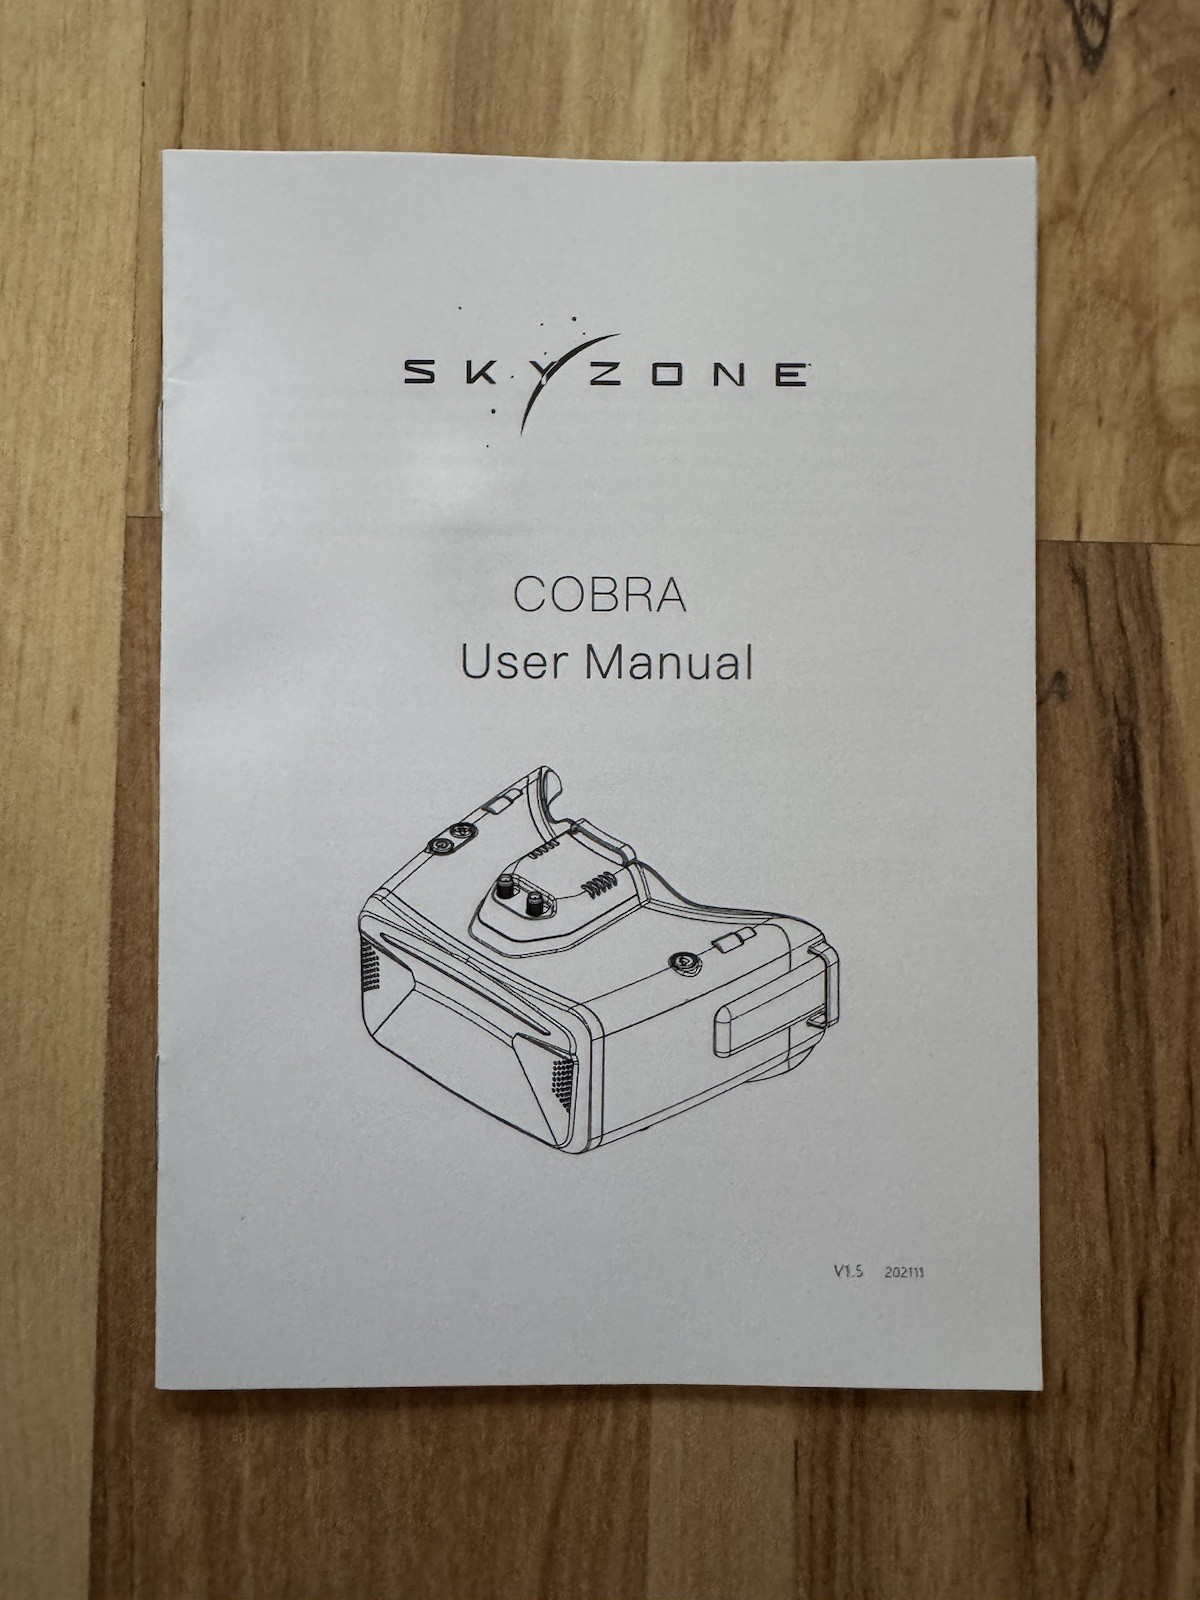 SKYZONE
COBRA
User Manual
V1.5 202111